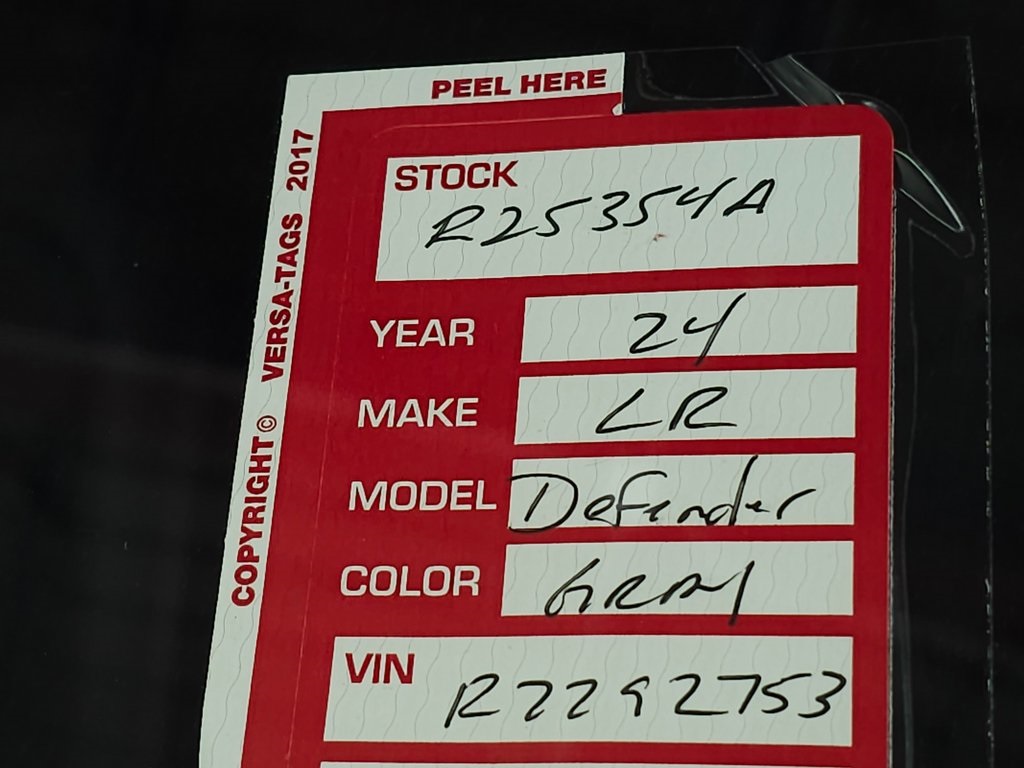 PEEL HERE
COPYRIGHT © VERSA-TAGS 2017
STOCK
R25354A
YEAR 24
MAKE LR
MODEL Defender
COLOR GRAY
VIN
R2292753